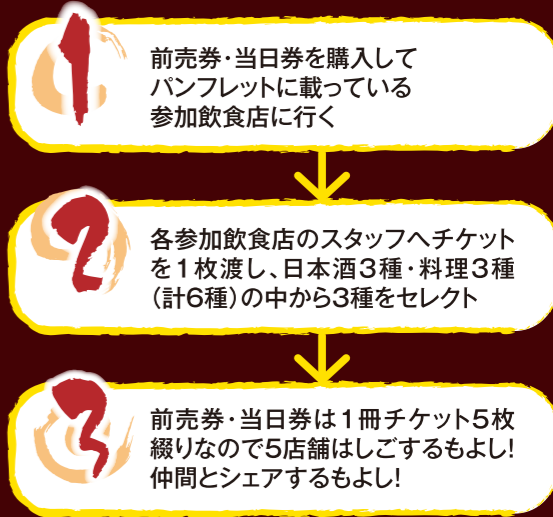 1
前売券・当日券を購入して
パンフレットに載っている
参加飲食店に行く
2
各参加飲食店のスタッフへチケット
を1枚渡し、日本酒3種・料理3種
(計6種)の中から3種をセレクト
3
前売券・当日券は1冊チケット5枚
綴りなので5店舗はしごするもよし!
仲間とシェアするもよし!